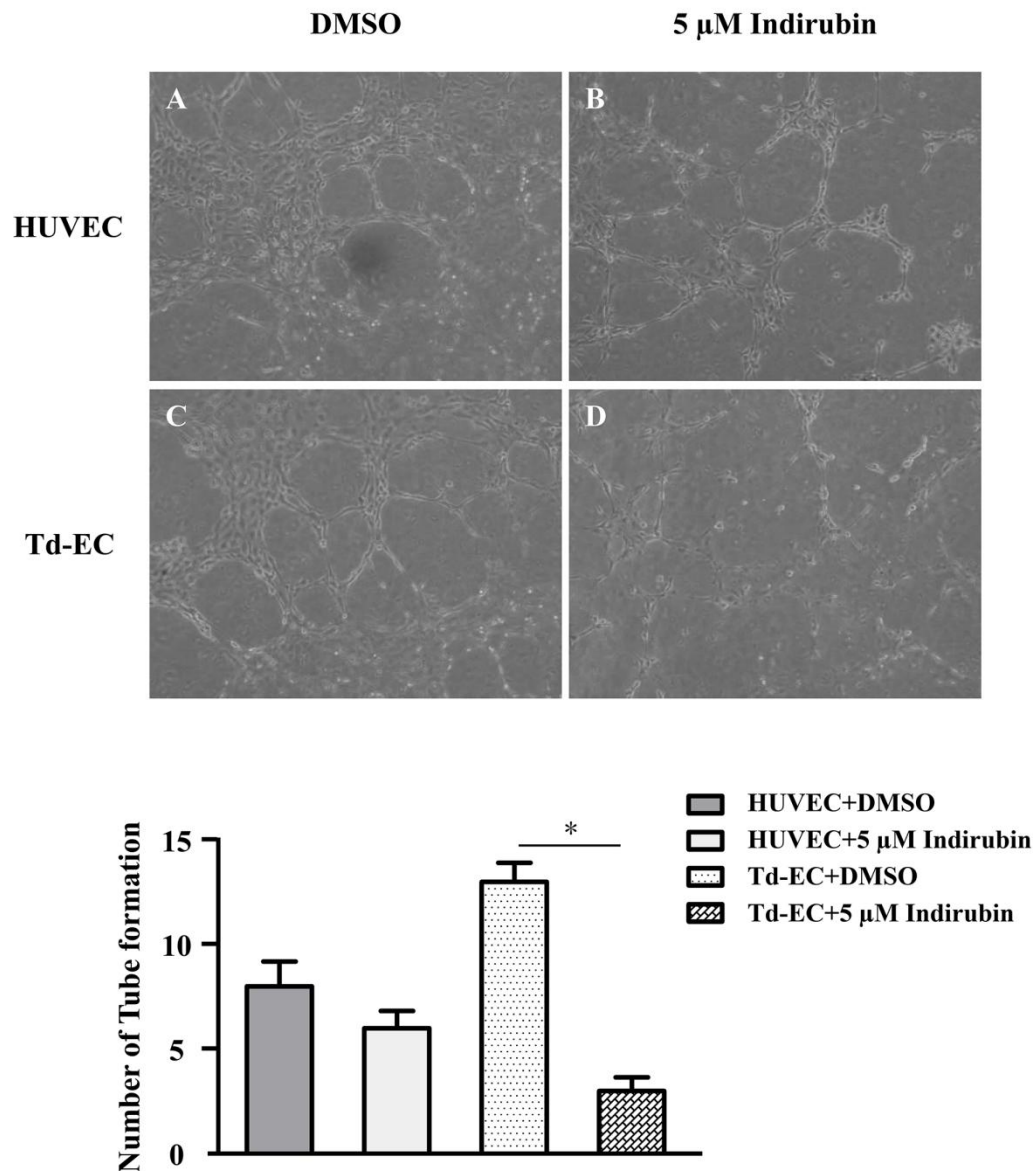 DMSO
5 μM Indirubin
A
B
HUVEC
C
D
Td-EC
Number of Tube formation
15
10
5
0
*
HUVEC+DMSO
HUVEC+5 μM Indirubin
Td-EC+DMSO
Td-EC+5 μM Indirubin